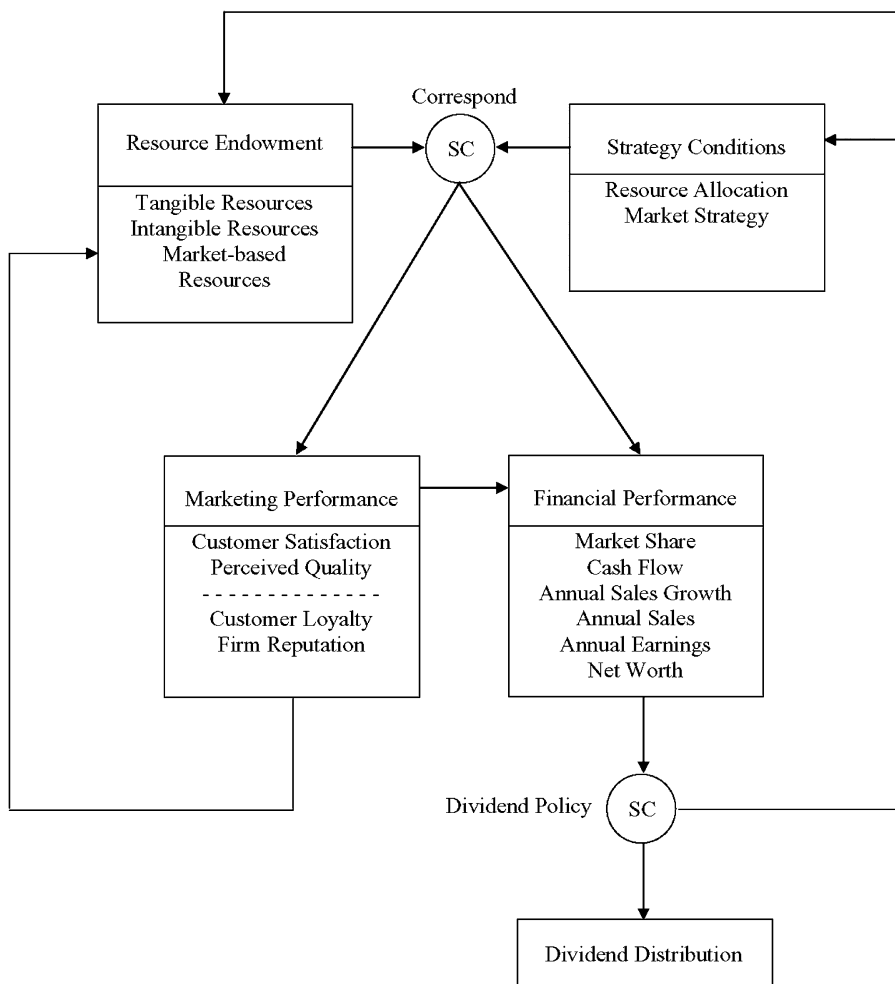 Correspond
Resource Endowment
SC
Strategy Conditions
Tangible Resources
Intangible Resources
Market-based
Resources
Resource Allocation
Market Strategy
Marketing Performance
Financial Performance
Customer Satisfaction
Perceived Quality
Customer Loyalty
Firm Reputation
Market Share
Cash Flow
Annual Sales Growth
Annual Sales
Annual Earnings
Net Worth
Dividend Policy
SC
Dividend Distribution